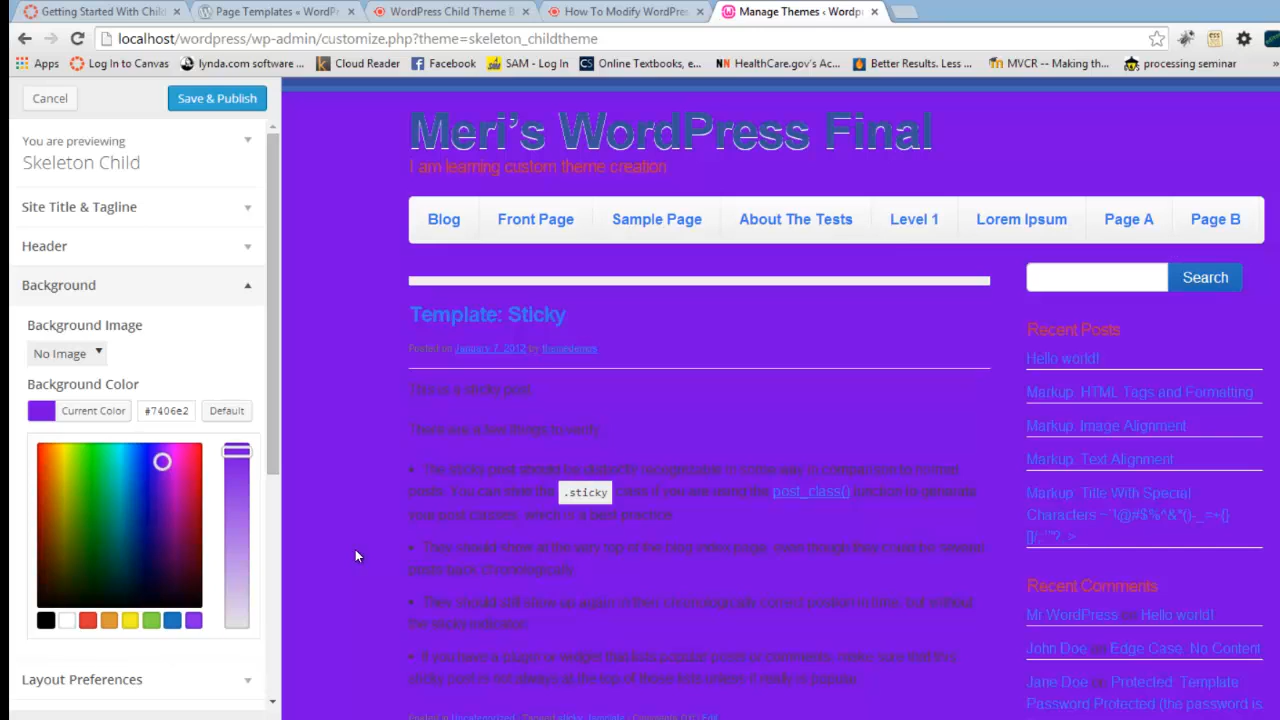 Getting Started With Child
Page Templates « WordP
WordPress Child Theme B
How To Modify WordPres
Manage Themes ‹ Wordp
localhost/wordpress/wp-admin/customize.php?theme=skeleton_childtheme
Apps
Log In to Canvas
lynda.com software ...
Cloud Reader
Facebook
SAM - Log In
Online Textbooks, e...
HealthCare.gov's Ac...
Better Results. Less ...
MVCR -- Making th...
processing seminar
»
Cancel
Save & Publish
You are previewing
Skeleton Child
Site Title & Tagline
Header
Background
Background Image
No Image
Background Color
Current Color
#7406e2
Default
Layout Preferences
Meri's WordPress Final
I am learning custom theme creation
Blog
Front Page
Sample Page
About The Tests
Level 1
Lorem Ipsum
Page A
Page B
Template: Sticky
Posted on January 7, 2012 by themedemos
This is a sticky post.
There are a few things to verify:
• The sticky post should be distinctly recognizable in some way in comparison to normal
posts. You can style the .sticky class if you are using the post_class() function to generate
your post classes, which is a best practice.
• They should show at the very top of the blog index page, even though they could be several
posts back chronologically.
• They should still show up again in their chronologically correct position in time, but without
the sticky indicator.
• If you have a plugin or widget that lists popular posts or comments, make sure that this
sticky post is not always at the top of those lists unless it really is popular.
Posted in Uncategorized Tagged sticky, template Comments Off Edit
Search
Recent Posts
Hello world!
Markup: HTML Tags and Formatting
Markup: Image Alignment
Markup: Text Alignment
Markup: Title With Special
Characters ~`!@#$%^&*()-_=+{}
[]/;:'"?,.>
Recent Comments
Mr WordPress on Hello world!
John Doe on Edge Case: No Content
Jane Doe on Protected: Template:
Password Protected (the password is